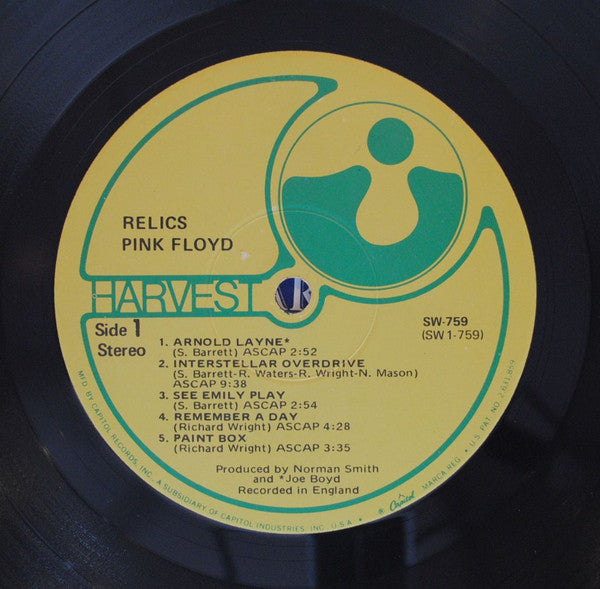 RELICS
PINK FLOYD
HARVEST
Side 1
Stereo
SW-759
(SW1-759)
1. ARNOLD LAYNE*
(S. Barrett) ASCAP 2:52
2. INTERSTELLAR OVERDRIVE
(S. Barrett-R. Waters-R. Wright-N. Mason)
ASCAP 9:38
3. SEE EMILY PLAY
(S. Barrett) ASCAP 2:54
4. REMEMBER A DAY
(Richard Wright) ASCAP 4:28
5. PAINT BOX
(Richard Wright) ASCAP 3:35
Produced by Norman Smith
and *Joe Boyd
Recorded in England
MFD. BY CAPITOL RECORDS, INC. A SUBSIDIARY OF CAPITOL INDUSTRIES, INC. U.S.A. • ® Capitol MARCA REG. • U.S. PAT. NO. 2,631,859